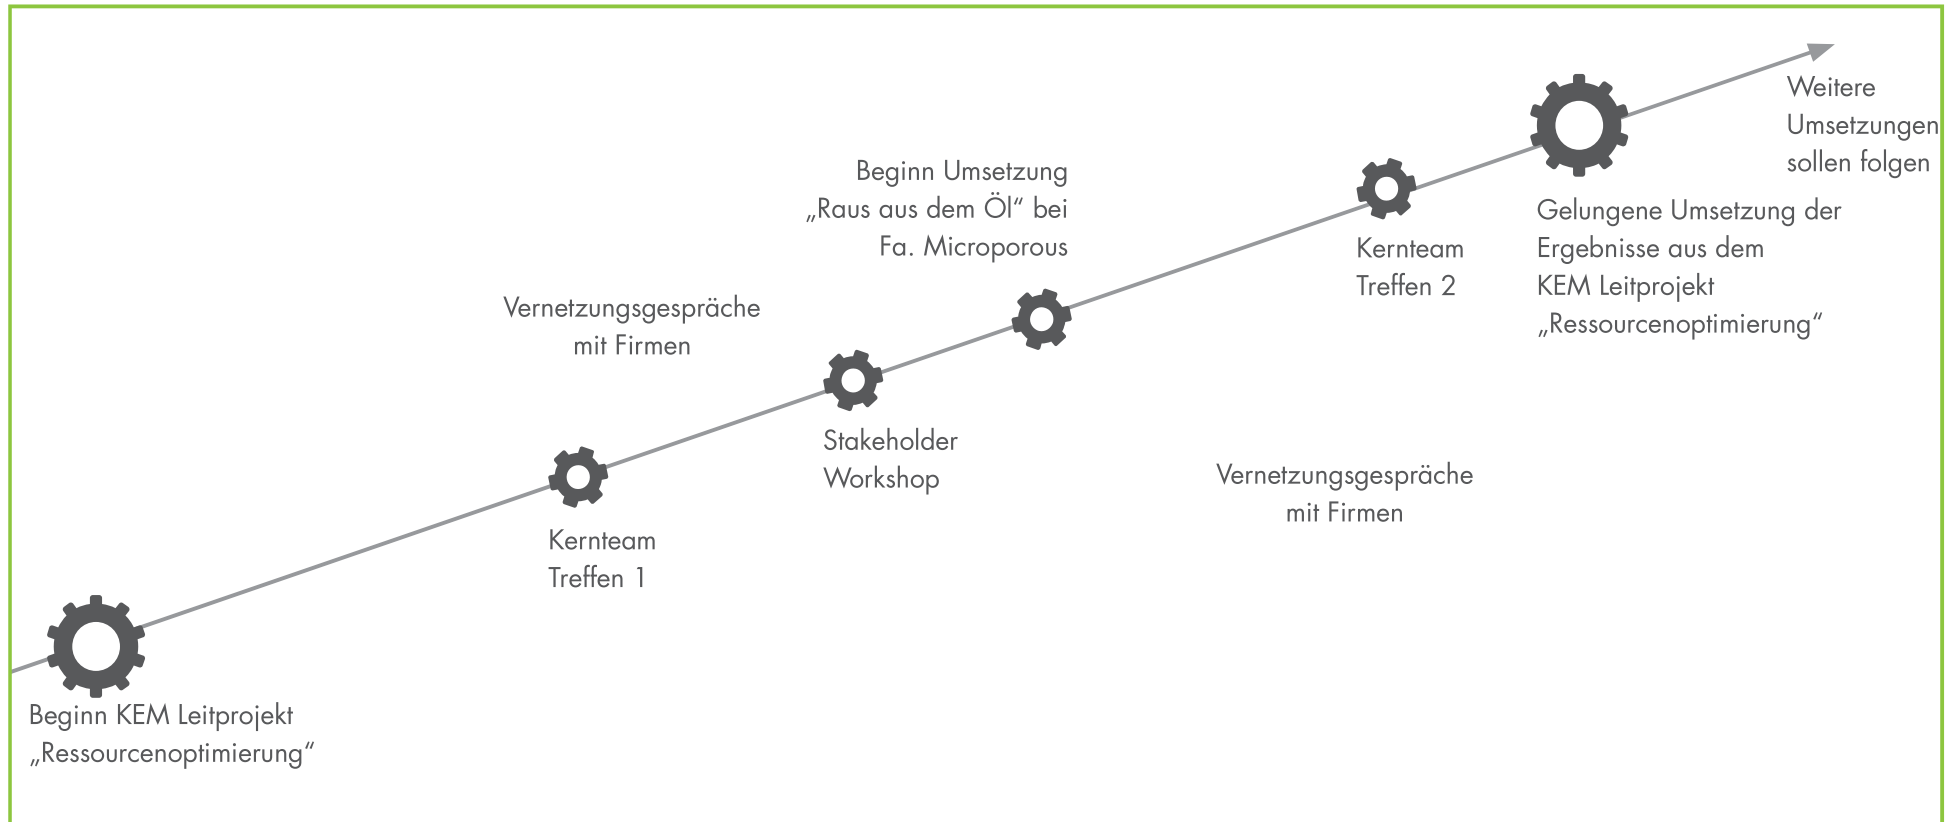 Beginn KEM Leitprojekt
„Ressourcenoptimierung“
Kernteam
Treffen 1
Vernetzungsgespräche
mit Firmen
Stakeholder
Workshop
Beginn Umsetzung
„Raus aus dem Öl“ bei
Fa. Microporous
Vernetzungsgespräche
mit Firmen
Kernteam
Treffen 2
Gelungene Umsetzung der
Ergebnisse aus dem
KEM Leitprojekt
„Ressourcenoptimierung“
Weitere
Umsetzungen
sollen folgen